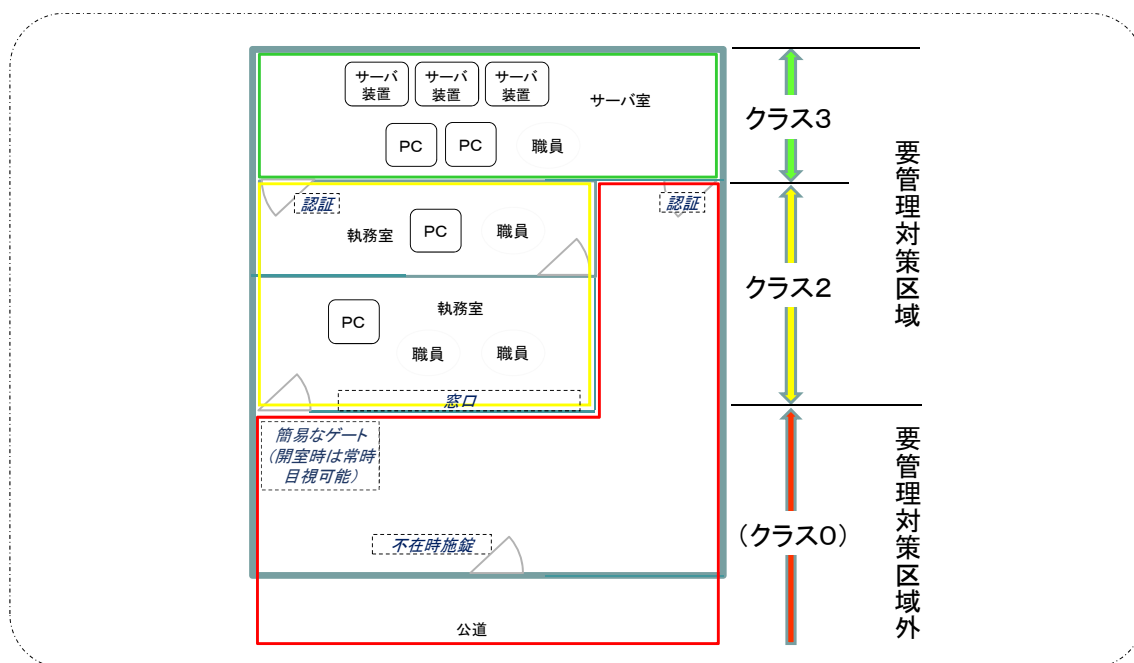 サーバ
装置
サーバ
装置
サーバ
装置
サーバ室
PC
PC
職員
クラス3
要管理対策区域
認証
認証
執務室
PC
職員
クラス2
執務室
PC
職員
職員
窓口
簡易なゲート
(開室時は常時
目視可能)
不在時施錠
(クラス0)
要管理対策区域外
公道